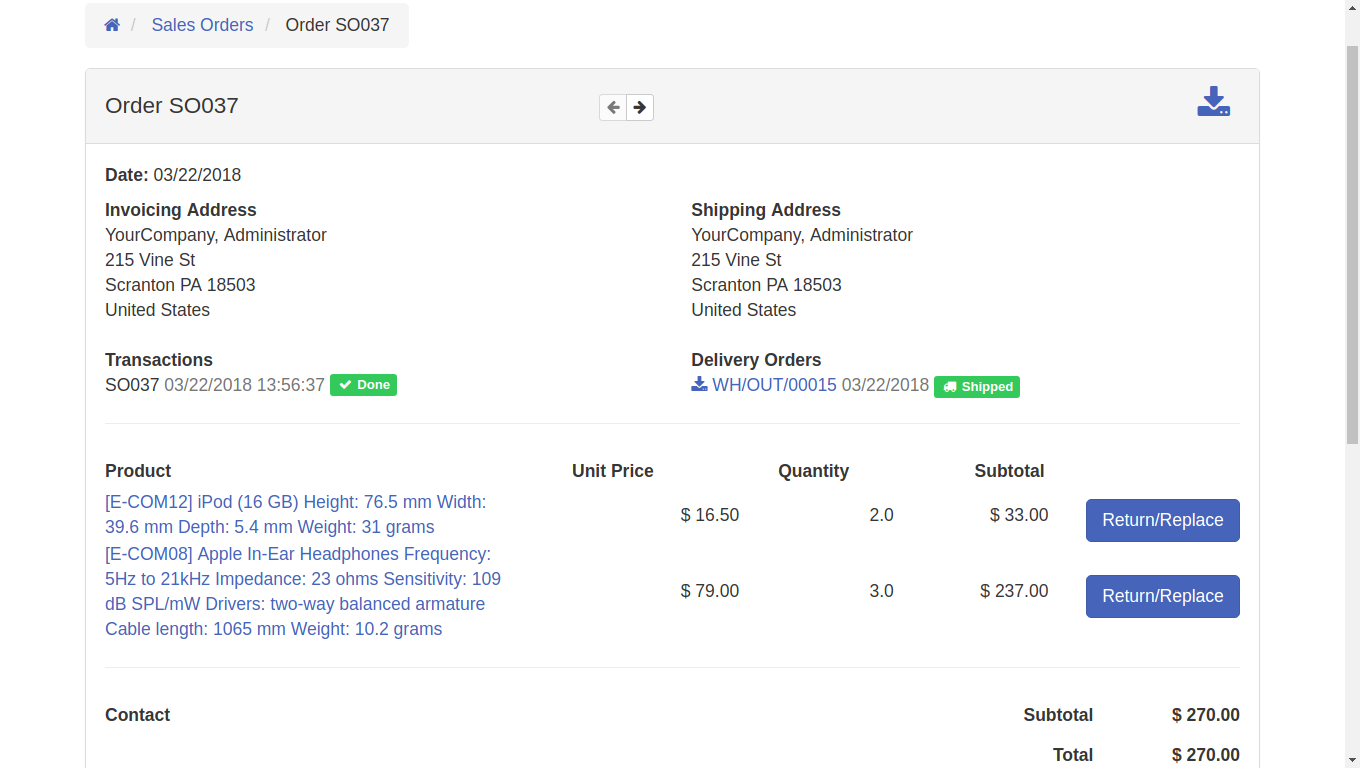 / Sales Orders / Order SO037
Order SO037
Date: 03/22/2018
Invoicing Address
YourCompany, Administrator
215 Vine St
Scranton PA 18503
United States
Shipping Address
YourCompany, Administrator
215 Vine St
Scranton PA 18503
United States
Transactions
SO037 03/22/2018 13:56:37 Done
Delivery Orders
WH/OUT/00015 03/22/2018 Shipped
Product Unit Price Quantity Subtotal
[E-COM12] iPod (16 GB) Height: 76.5 mm Width:
39.6 mm Depth: 5.4 mm Weight: 31 grams
$ 16.50 2.0 $ 33.00 Return/Replace
[E-COM08] Apple In-Ear Headphones Frequency:
5Hz to 21kHz Impedance: 23 ohms Sensitivity: 109
dB SPL/mW Drivers: two-way balanced armature
Cable length: 1065 mm Weight: 10.2 grams
$ 79.00 3.0 $ 237.00 Return/Replace
Contact
Subtotal $ 270.00
Total $ 270.00